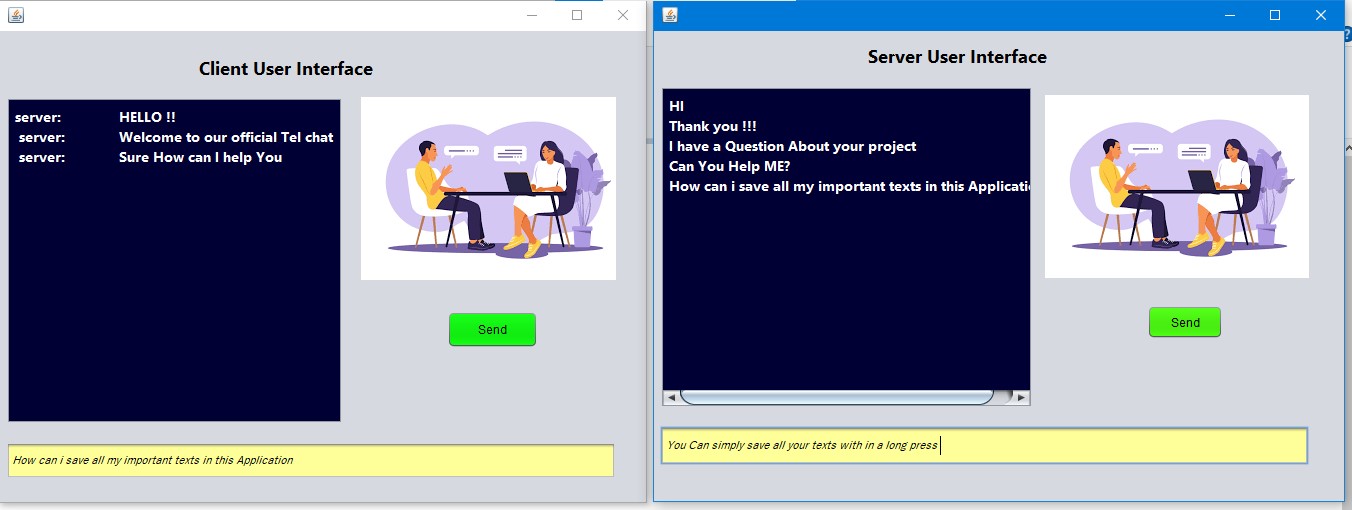 Client User Interface
server: HELLO !!
server: Welcome to our official Tel chat
server: Sure How can I help You
Send
How can i save all my important texts in this Application
Server User Interface
HI
Thank you !!!
I have a Question About your project
Can You Help ME?
How can i save all my important texts in this Applicatio
Send
You Can simply save all your texts with in a long press
?